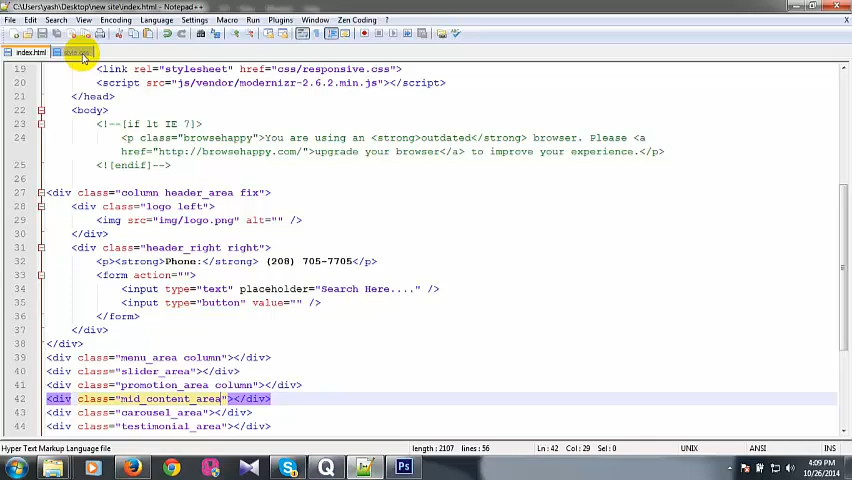 C:\Users\yash\Desktop\new site\index.html - Notepad++
File Edit Search View Encoding Language Settings Macro Run Plugins Window Zen Coding ?
X
index.html style.css
19 <link rel="stylesheet" href="css/responsive.css">
20 <script src="js/vendor/modernizr-2.6.2.min.js"></script>
21 </head>
22 <body>
23 <!--[if lt IE 7]>
24 <p class="browsehappy">You are using an <strong>outdated</strong> browser. Please <a
href="http://browsehappy.com/">upgrade your browser</a> to improve your experience.</p>
25 <![endif]-->
26
27 <div class="column header_area fix">
28 <div class="logo left">
29 <img src="img/logo.png" alt="" />
30 </div>
31 <div class="header_right right">
32 <p><strong>Phone:</strong> (208) 705-7705</p>
33 <form action="">
34 <input type="text" placeholder="Search Here...." />
35 <input type="button" value="" />
36 </form>
37 </div>
38 </div>
39 <div class="menu_area column"></div>
40 <div class="slider_area"></div>
41 <div class="promotion_area column"></div>
42 <div class="mid_content_area"></div>
43 <div class="carousel_area"></div>
44 <div class="testimonial_area"></div>
Hyper Text Markup Language file length : 2107 lines : 56 Ln : 42 Col : 29 Sel : 0 UNIX ANSI INS
4:09 PM
10/26/2014